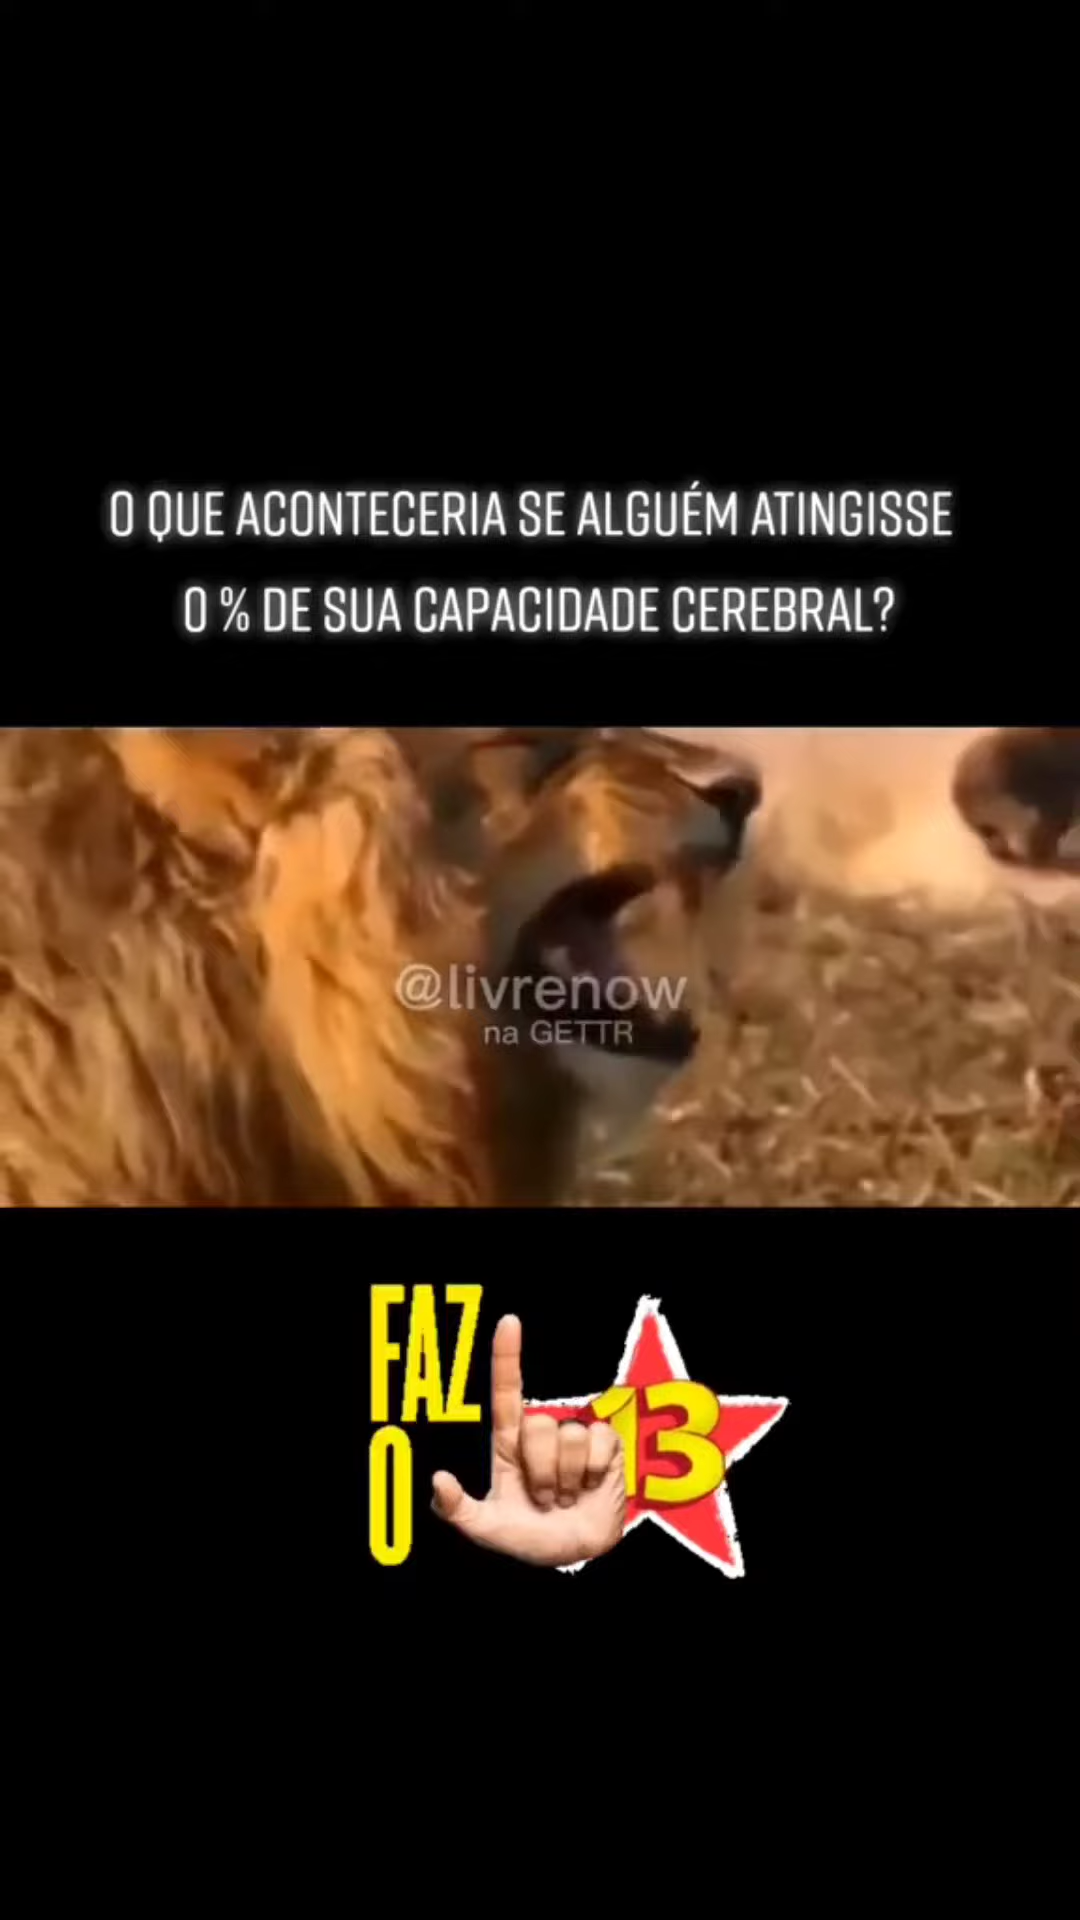 O QUE ACONTECERIA SE ALGUÉM ATINGISSE
0 % DE SUA CAPACIDADE CEREBRAL?
@livrenow
na GETTR
FAZ
O
13